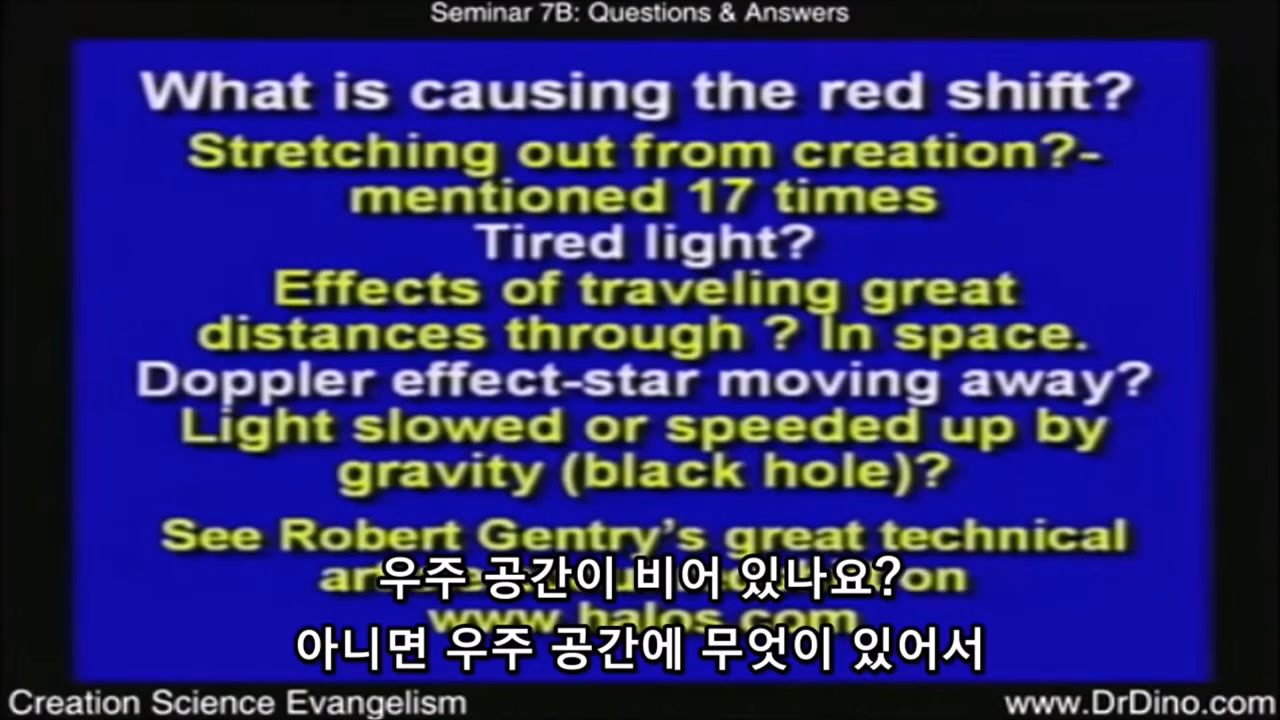 Seminar 7B: Questions & Answers
What is causing the red shift?
Stretching out from creation?-
mentioned 17 times
Tired light?
Effects of traveling great
distances through ? In space.
Doppler effect-star moving away?
Light slowed or speeded up by
gravity (black hole)?
See Robert Gentry's great technical
on
www.halos.com
우주 공간이 비어 있나요?
아니면 우주 공간에 무엇이 있어서
Creation Science Evangelism
www.DrDino.com